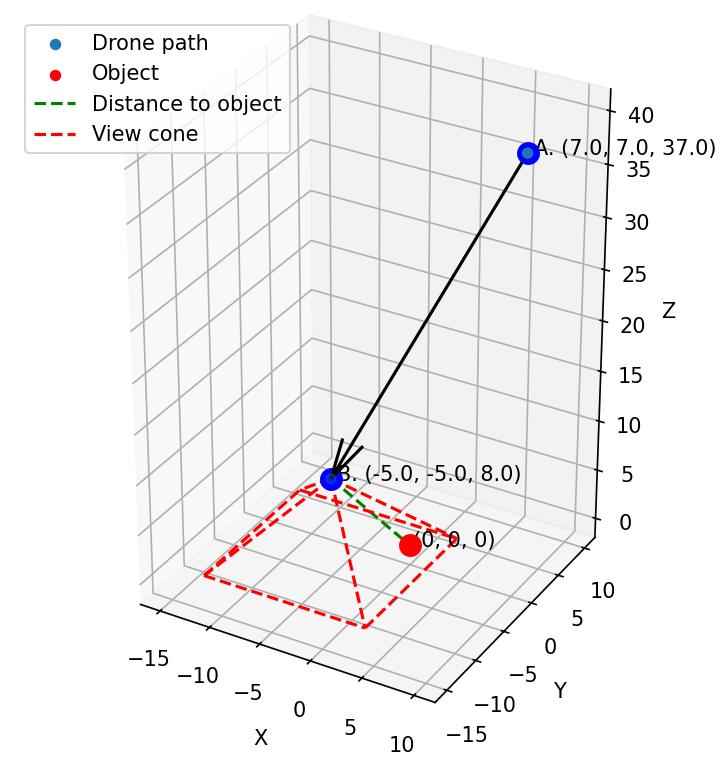 Drone path
Object
Distance to object
View cone
A. (7.0, 7.0, 37.0)
B. (-5.0, -5.0, 8.0)
(0, 0, 0)
40
35
30
25
20
15
10
5
0
Z
−15
−10
−5
0
5
10
X
10
5
0
−5
−10
−15
Y